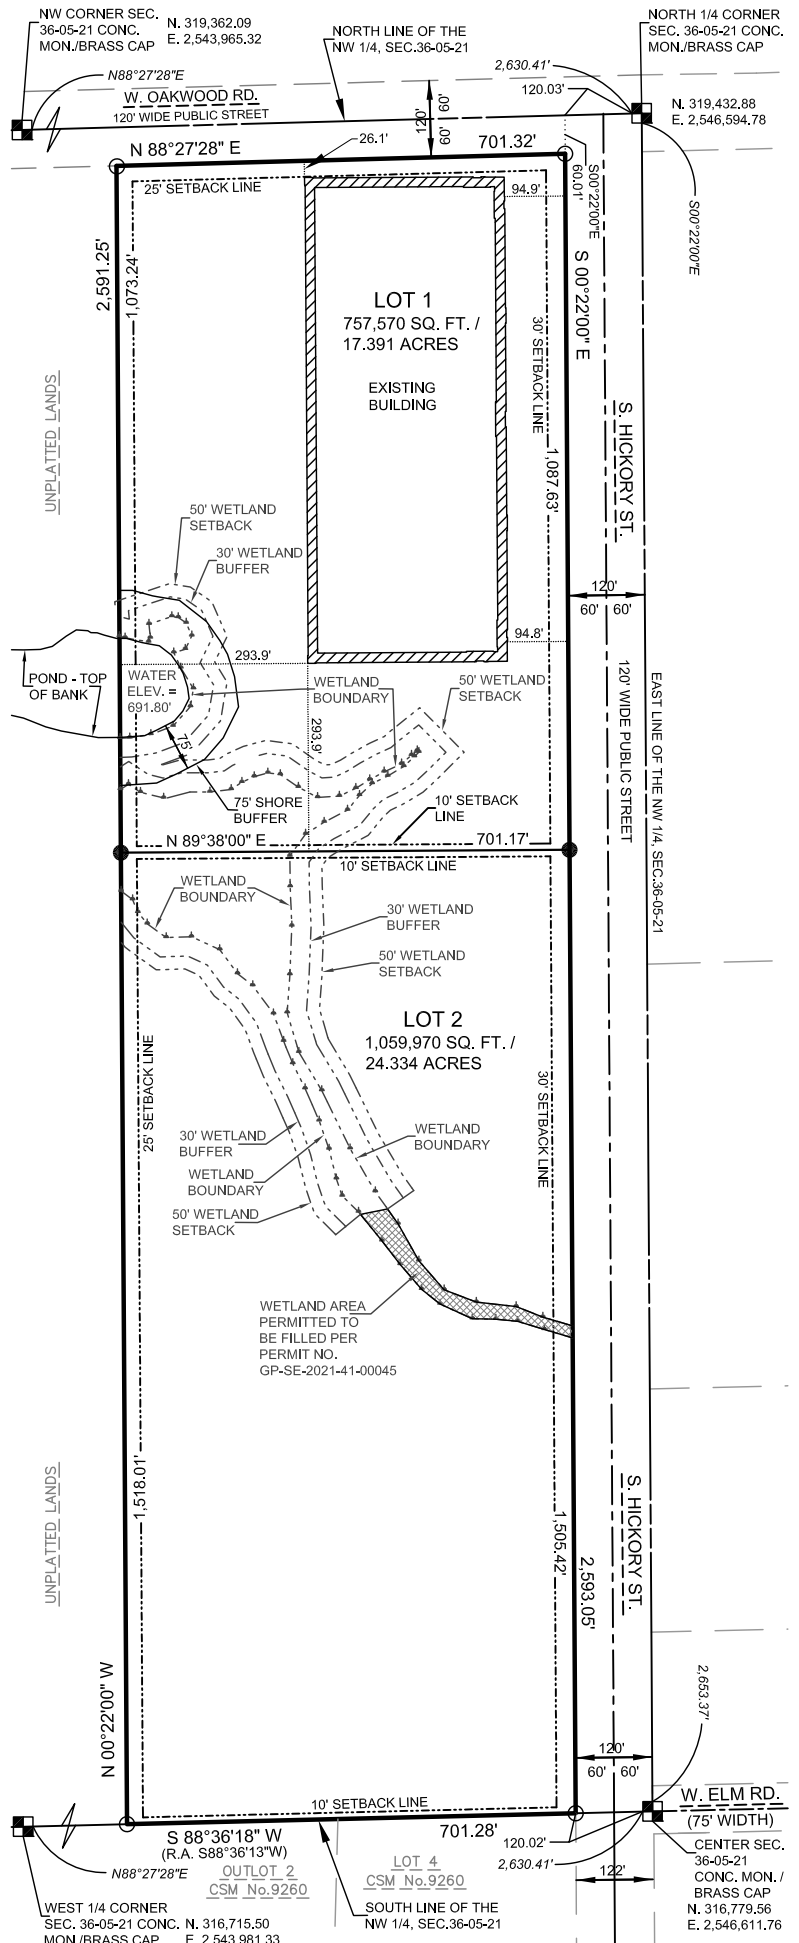 NW CORNER SEC.
36-05-21 CONC.
MON./BRASS CAP
N. 319,362.09
E. 2,543,965.32
NORTH LINE OF THE
NW 1/4, SEC.36-05-21
NORTH 1/4 CORNER
SEC. 36-05-21 CONC.
MON./BRASS CAP
N88°27'28"E
2,630.41'
W. OAKWOOD RD.
120' WIDE PUBLIC STREET
120'
60'
60'
120.03'
N. 319,432.88
E. 2,546,594.78
N 88°27'28" E
26.1'
701.32'
S00°22'00"E
60.01'
S00°22'00"E
25' SETBACK LINE
94.9'
2,591.25'
1,073.24'
S 00°22'00" E
LOT 1
757,570 SQ. FT. /
17.391 ACRES
EXISTING
BUILDING
30' SETBACK LINE
UNPLATTED LANDS
S. HICKORY ST.
1,087.63'
50' WETLAND
SETBACK
30' WETLAND
BUFFER
120'
60'
60'
94.8'
293.9'
POND - TOP
OF BANK
WATER
ELEV. =
691.80'
WETLAND
BOUNDARY
50' WETLAND
SETBACK
293.9'
75'
120' WIDE PUBLIC STREET
EAST LINE OF THE NW 1/4, SEC.36-05-21
75' SHORE
BUFFER
10' SETBACK
LINE
N 89°38'00" E
701.17'
10' SETBACK LINE
WETLAND
BOUNDARY
30' WETLAND
BUFFER
50' WETLAND
SETBACK
LOT 2
1,059,970 SQ. FT. /
24.334 ACRES
25' SETBACK LINE
30' SETBACK LINE
30' WETLAND
BUFFER
WETLAND
BOUNDARY
WETLAND
BOUNDARY
50' WETLAND
SETBACK
WETLAND AREA
PERMITTED TO
BE FILLED PER
PERMIT NO.
GP-SE-2021-41-00045
UNPLATTED LANDS
1,518.01'
1,505.42'
2,593.05'
S. HICKORY ST.
N 00°22'00" W
2,653.37'
120'
60'
60'
10' SETBACK LINE
W. ELM RD.
(75' WIDTH)
S 88°36'18" W
(R.A. S88°36'13"W)
701.28'
120.02'
2,630.41'
N88°27'28"E
OUTLOT 2
CSM No.9260
LOT 4
CSM No.9260
122'
CENTER SEC.
36-05-21
CONC. MON. /
BRASS CAP
N. 316,779.56
E. 2,546,611.76
WEST 1/4 CORNER
SEC. 36-05-21 CONC.
MON./BRASS CAP
N. 316,715.50
E. 2,543,981.33
SOUTH LINE OF THE
NW 1/4, SEC.36-05-21